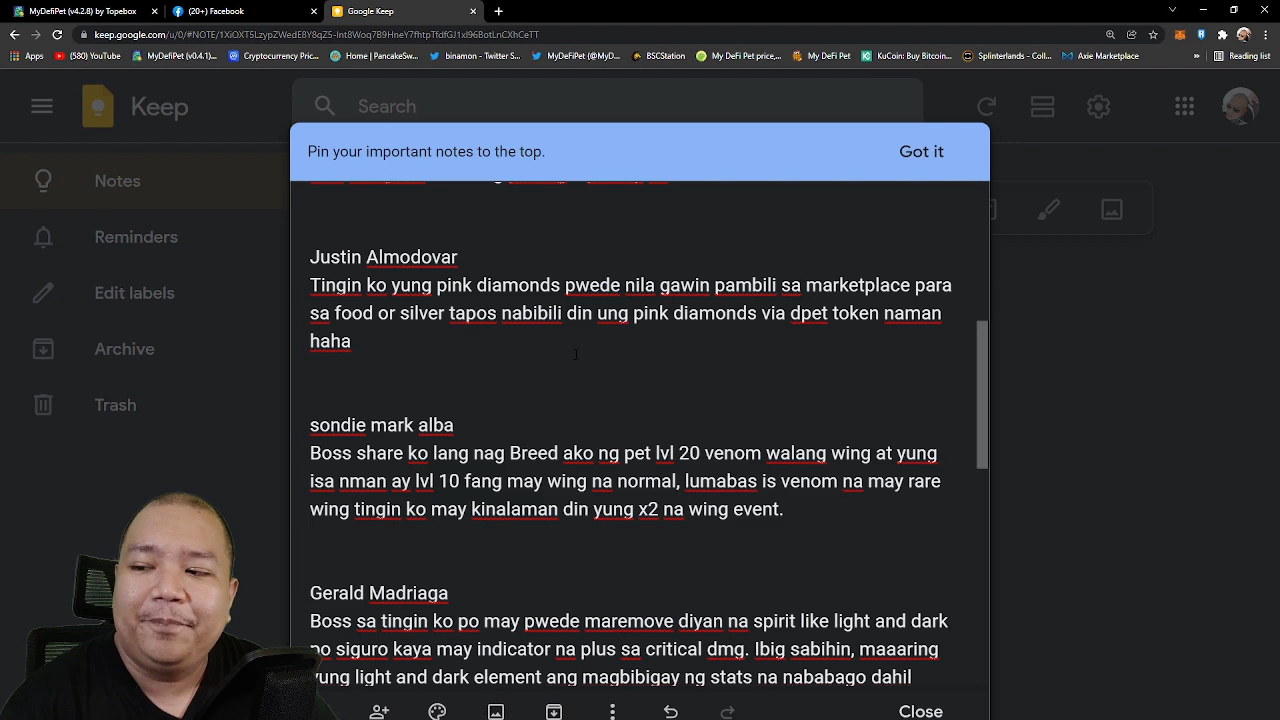 MyDefiPet (v4.2.8) by Topebox
(20+) Facebook
Google Keep
keep.google.com/u/0/#NOTE/1XiOXT5LzypZWedE8Y8qZ5-Int8Woq7B9HneY7fhtpTfdfGJ1xl96BotLnCXhCeTT
Apps
(580) YouTube
MyDefiPet (v4.1)...
Cryptocurrency Pric...
Home | PancakeSw...
binamon - Twitter S...
MyDeFiPet (@MyD...
BSCStation
My DeFi Pet price,...
My DeFi Pet
KuCoin: Buy Bitcoin...
Splinterlands - Coll...
Axie Marketplace
»
Reading list
Keep
Search
Pin your important notes to the top.
Got it
Notes
Reminders
Edit labels
Archive
Trash
Justin Almodovar
Tingin ko yung pink diamonds pwede nila gawin pambili sa marketplace para
sa food or silver tapos nabibili din ung pink diamonds via dpet token naman
haha
sondie mark alba
Boss share ko lang nag Breed ako ng pet lvl 20 venom walang wing at yung
isa nman ay lvl 10 fang may wing na normal, lumabas is venom na may rare
wing tingin ko may kinalaman din yung x2 na wing event.
Gerald Madriaga
Boss sa tingin ko po may pwede maremove diyan na spirit like light and dark
po siguro kaya may indicator na plus sa critical dmg. Ibig sabihin, maaaring
yung light and dark element ang magbibigay ng stats na nababago dahil
Close